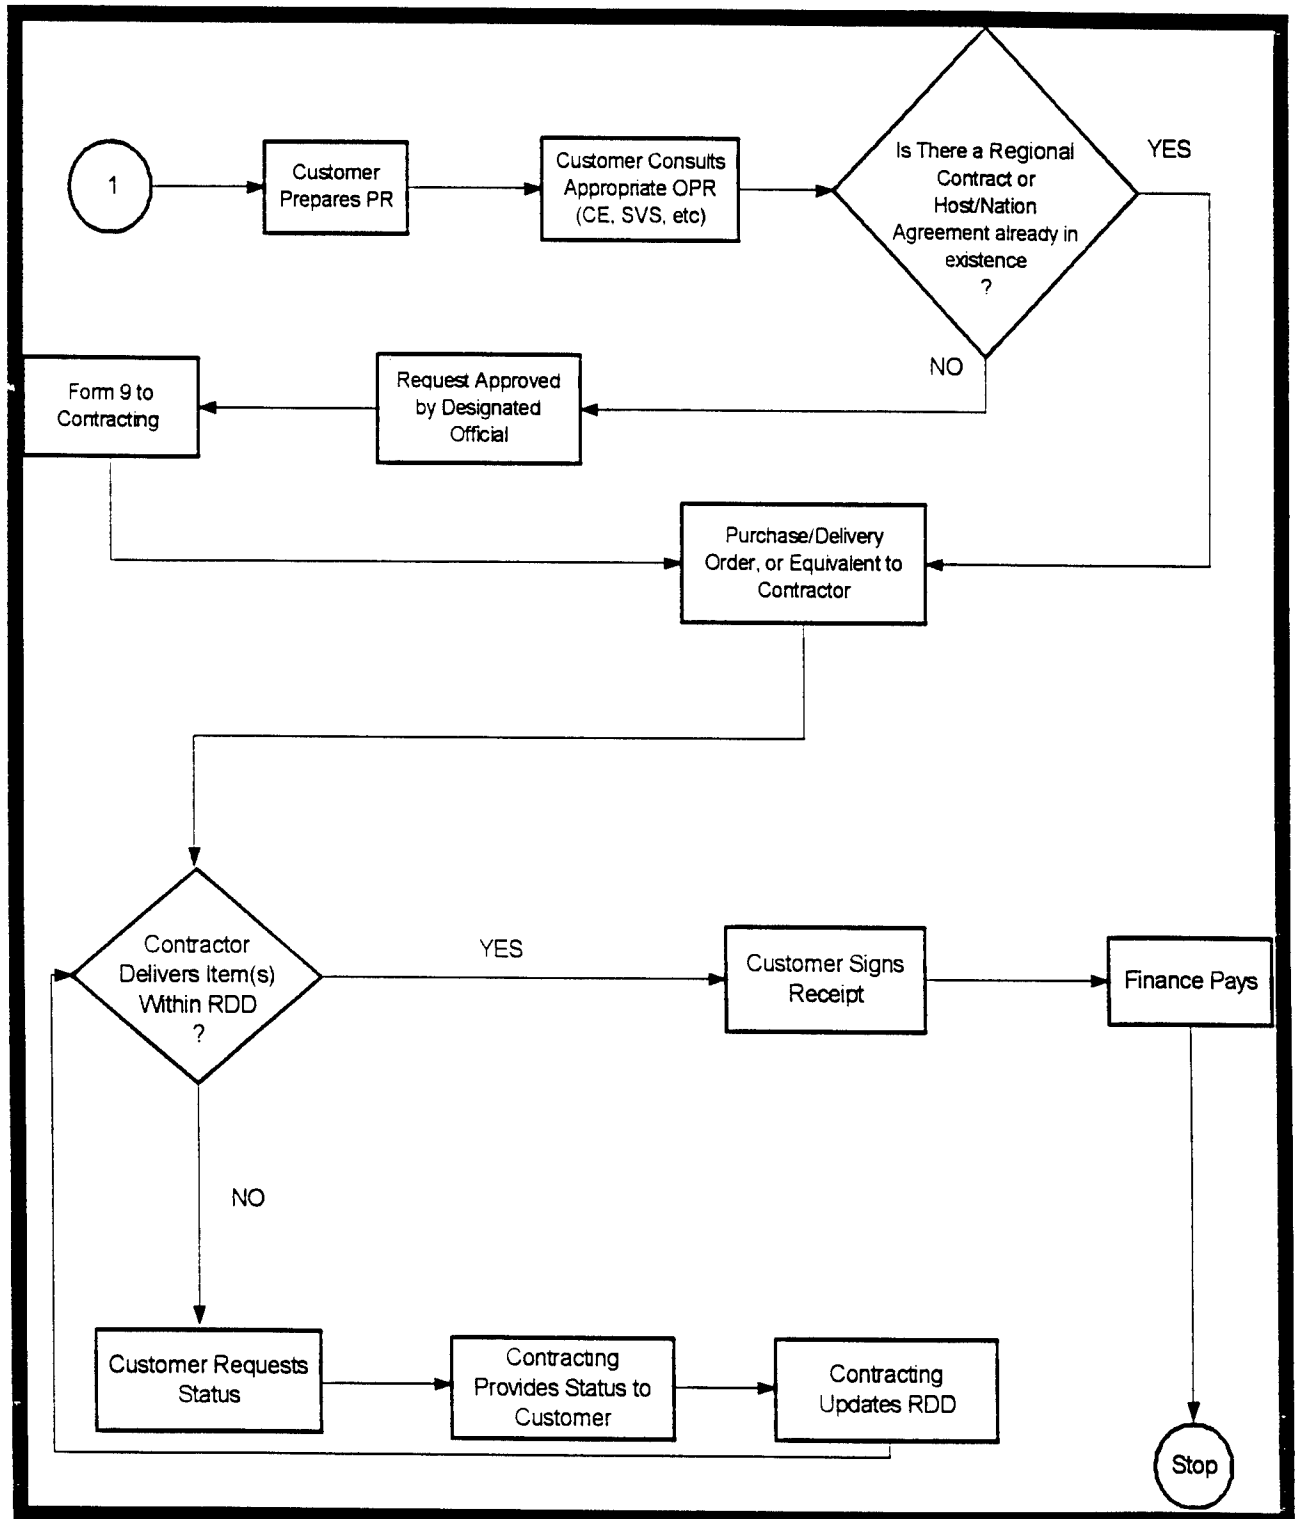 1
Customer
Prepares PR
Customer Consults
Appropriate OPR
(CE, SVS, etc)
Is There a Regional
Contract or
Host/Nation
Agreement already in
existence
?
YES
NO
Request Approved
by Designated
Official
Form 9 to
Contracting
Purchase/Delivery
Order, or Equivalent to
Contractor
Contractor
Delivers Item(s)
Within RDD
?
YES
Customer Signs
Receipt
Finance Pays
NO
Customer Requests
Status
Contracting
Provides Status to
Customer
Contracting
Updates RDD
Stop